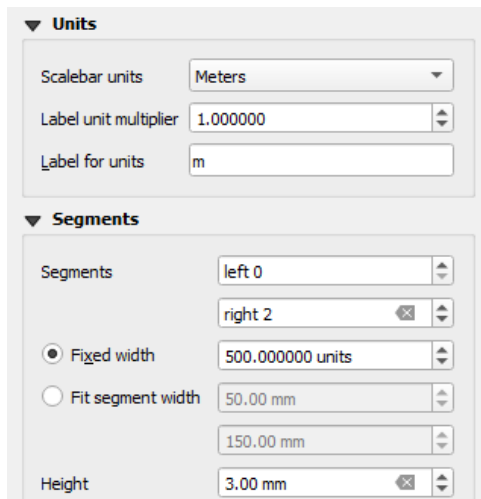 Units
Scalebar units Meters
Label unit multiplier 1.000000
Label for units m
Segments
Segments left 0
right 2
Fixed width 500.000000 units
Fit segment width 50.00 mm
150.00 mm
Height 3.00 mm